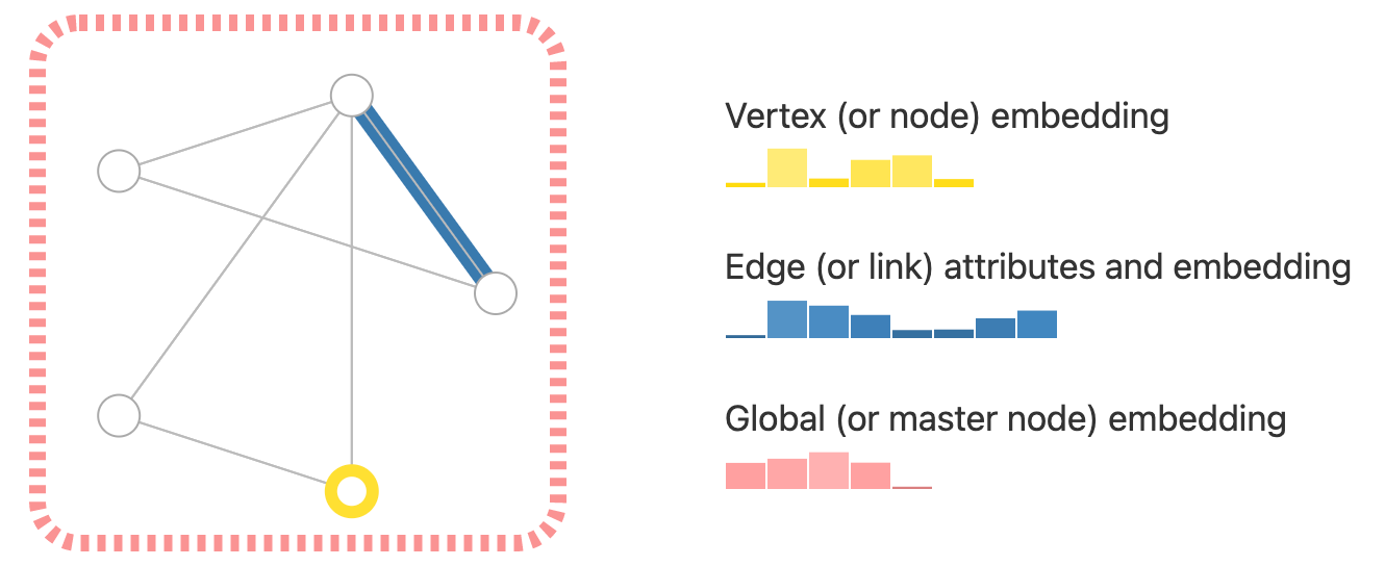 Vertex (or node) embedding
Edge (or link) attributes and embedding
Global (or master node) embedding